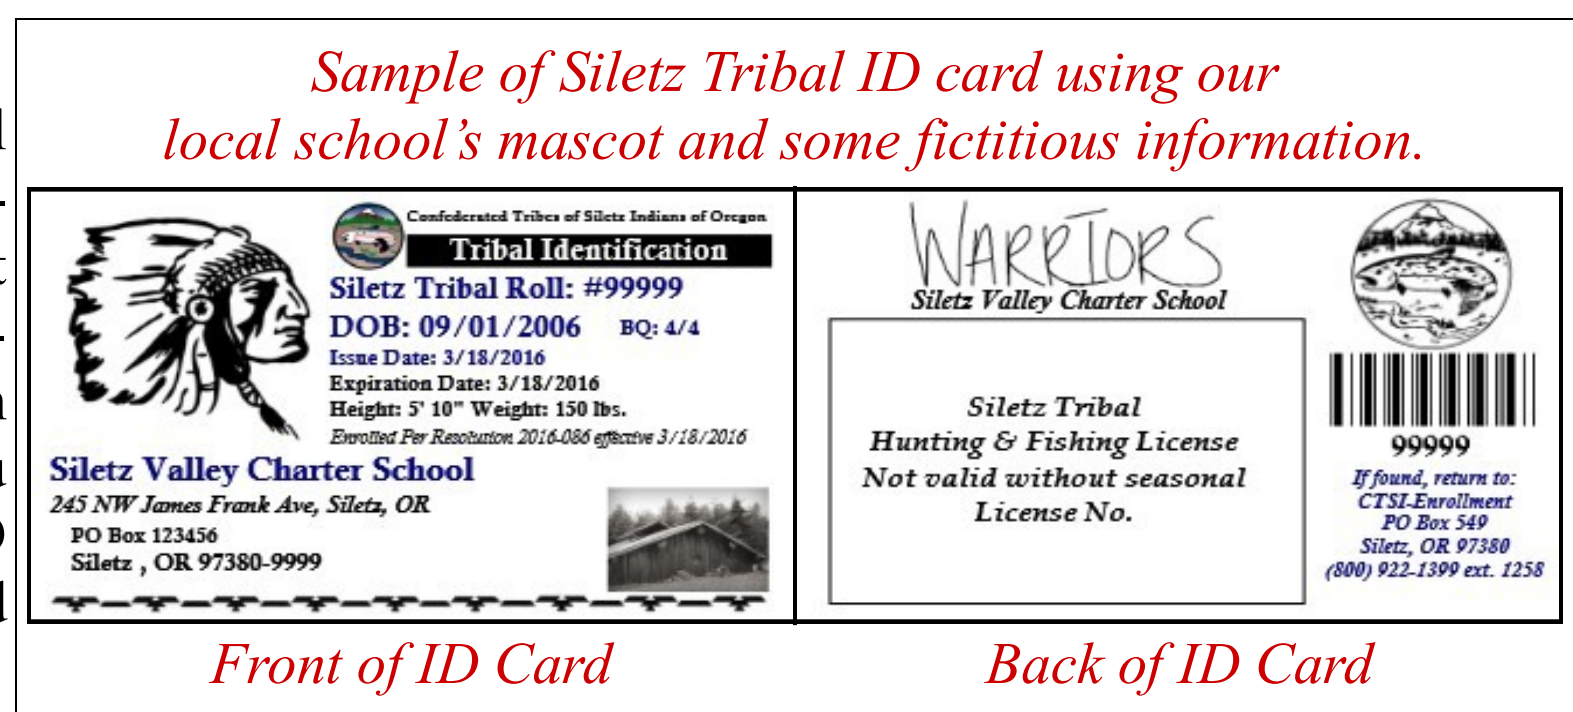 Sample of Siletz Tribal ID card using our
local school’s mascot and some fictitious information.
Confederated Tribes of Siletz Indians of Oregon
Tribal Identification
Siletz Tribal Roll: #99999
DOB: 09/01/2006 BQ: 4/4
Issue Date: 3/18/2016
Expiration Date: 3/18/2016
Height: 5' 10" Weight: 150 lbs.
Enrolled Per Resolution 2016-086 effective 3/18/2016
Siletz Valley Charter School
245 NW James Frank Ave, Siletz, OR
PO Box 123456
Siletz , OR 97380-9999
WARRIORS
Siletz Valley Charter School
Siletz Tribal
Hunting & Fishing License
Not valid without seasonal
License No.
99999
If found, return to:
CTSI-Enrollment
PO Box 549
Siletz, OR 97380
(800) 922-1399 ext. 1258
Front of ID Card
Back of ID Card